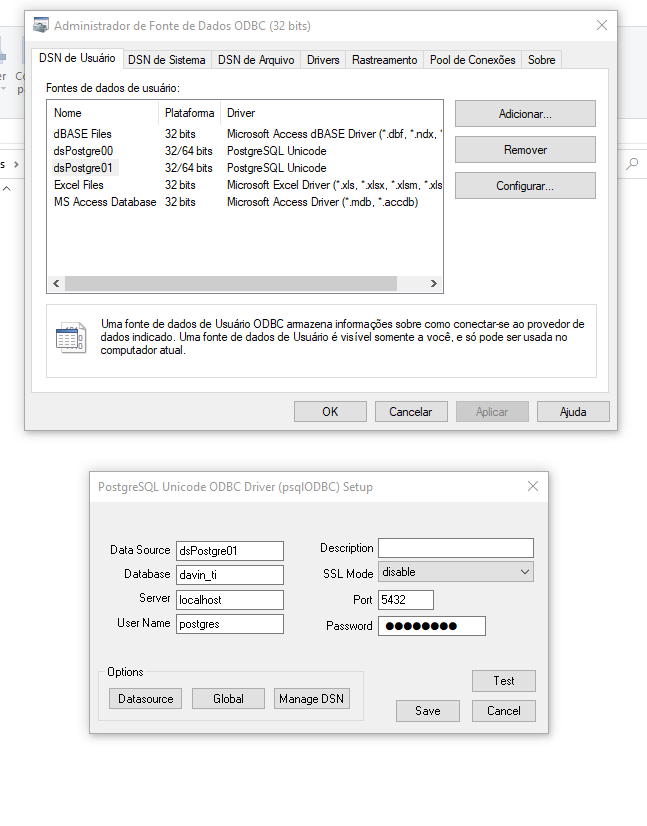 Administrador de Fonte de Dados ODBC (32 bits)
DSN de Usuário DSN de Sistema DSN de Arquivo Drivers Rastreamento Pool de Conexões Sobre
Fontes de dados de usuário:
Nome Plataforma Driver
dBASE Files 32 bits Microsoft Access dBASE Driver (*.dbf, *.ndx, '
dsPostgre00 32/64 bits PostgreSQL Unicode
dsPostgre01 32/64 bits PostgreSQL Unicode
Excel Files 32 bits Microsoft Excel Driver (*.xls, *.xlsx, *.xlsm, *.xls
MS Access Database 32 bits Microsoft Access Driver (*.mdb, *.accdb)
Adicionar...
Remover
Configurar...
Uma fonte de dados de Usuário ODBC armazena informações sobre como conectar-se ao provedor de
dados indicado. Uma fonte de dados de Usuário é visível somente a você, e só pode ser usada no
computador atual.
OK Cancelar Aplicar Ajuda
PostgreSQL Unicode ODBC Driver (psqlODBC) Setup
Data Source dsPostgre01 Description
Database davin_ti SSL Mode disable
Server localhost Port 5432
User Name postgres Password ●●●●●●●●
Options
Datasource Global Manage DSN
Test
Save Cancel